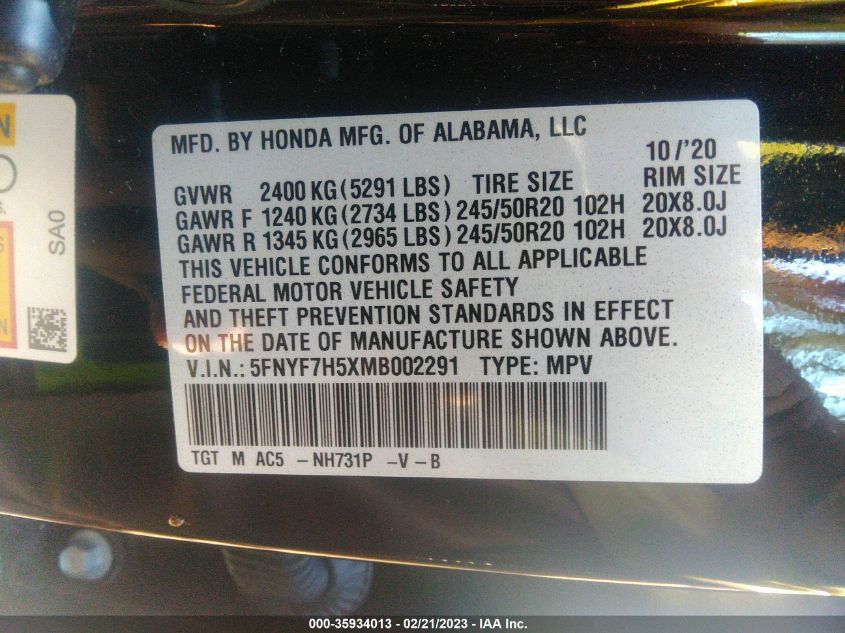 N
S.
G
N
SA0
MFD. BY HONDA MFG. OF ALABAMA, LLC
10/'20
GVWR 2400 KG (5291 LBS) TIRE SIZE RIM SIZE
GAWR F 1240 KG (2734 LBS) 245/50R20 102H 20X8.0J
GAWR R 1345 KG (2965 LBS) 245/50R20 102H 20X8.0J
THIS VEHICLE CONFORMS TO ALL APPLICABLE
FEDERAL MOTOR VEHICLE SAFETY
AND THEFT PREVENTION STANDARDS IN EFFECT
ON THE DATE OF MANUFACTURE SHOWN ABOVE.
V.I.N.: 5FNYF7H5XMB002291 TYPE: MPV
TGT M AC5 -NH731P -V -B
000-35934013 - 02/21/2023 - IAA Inc.